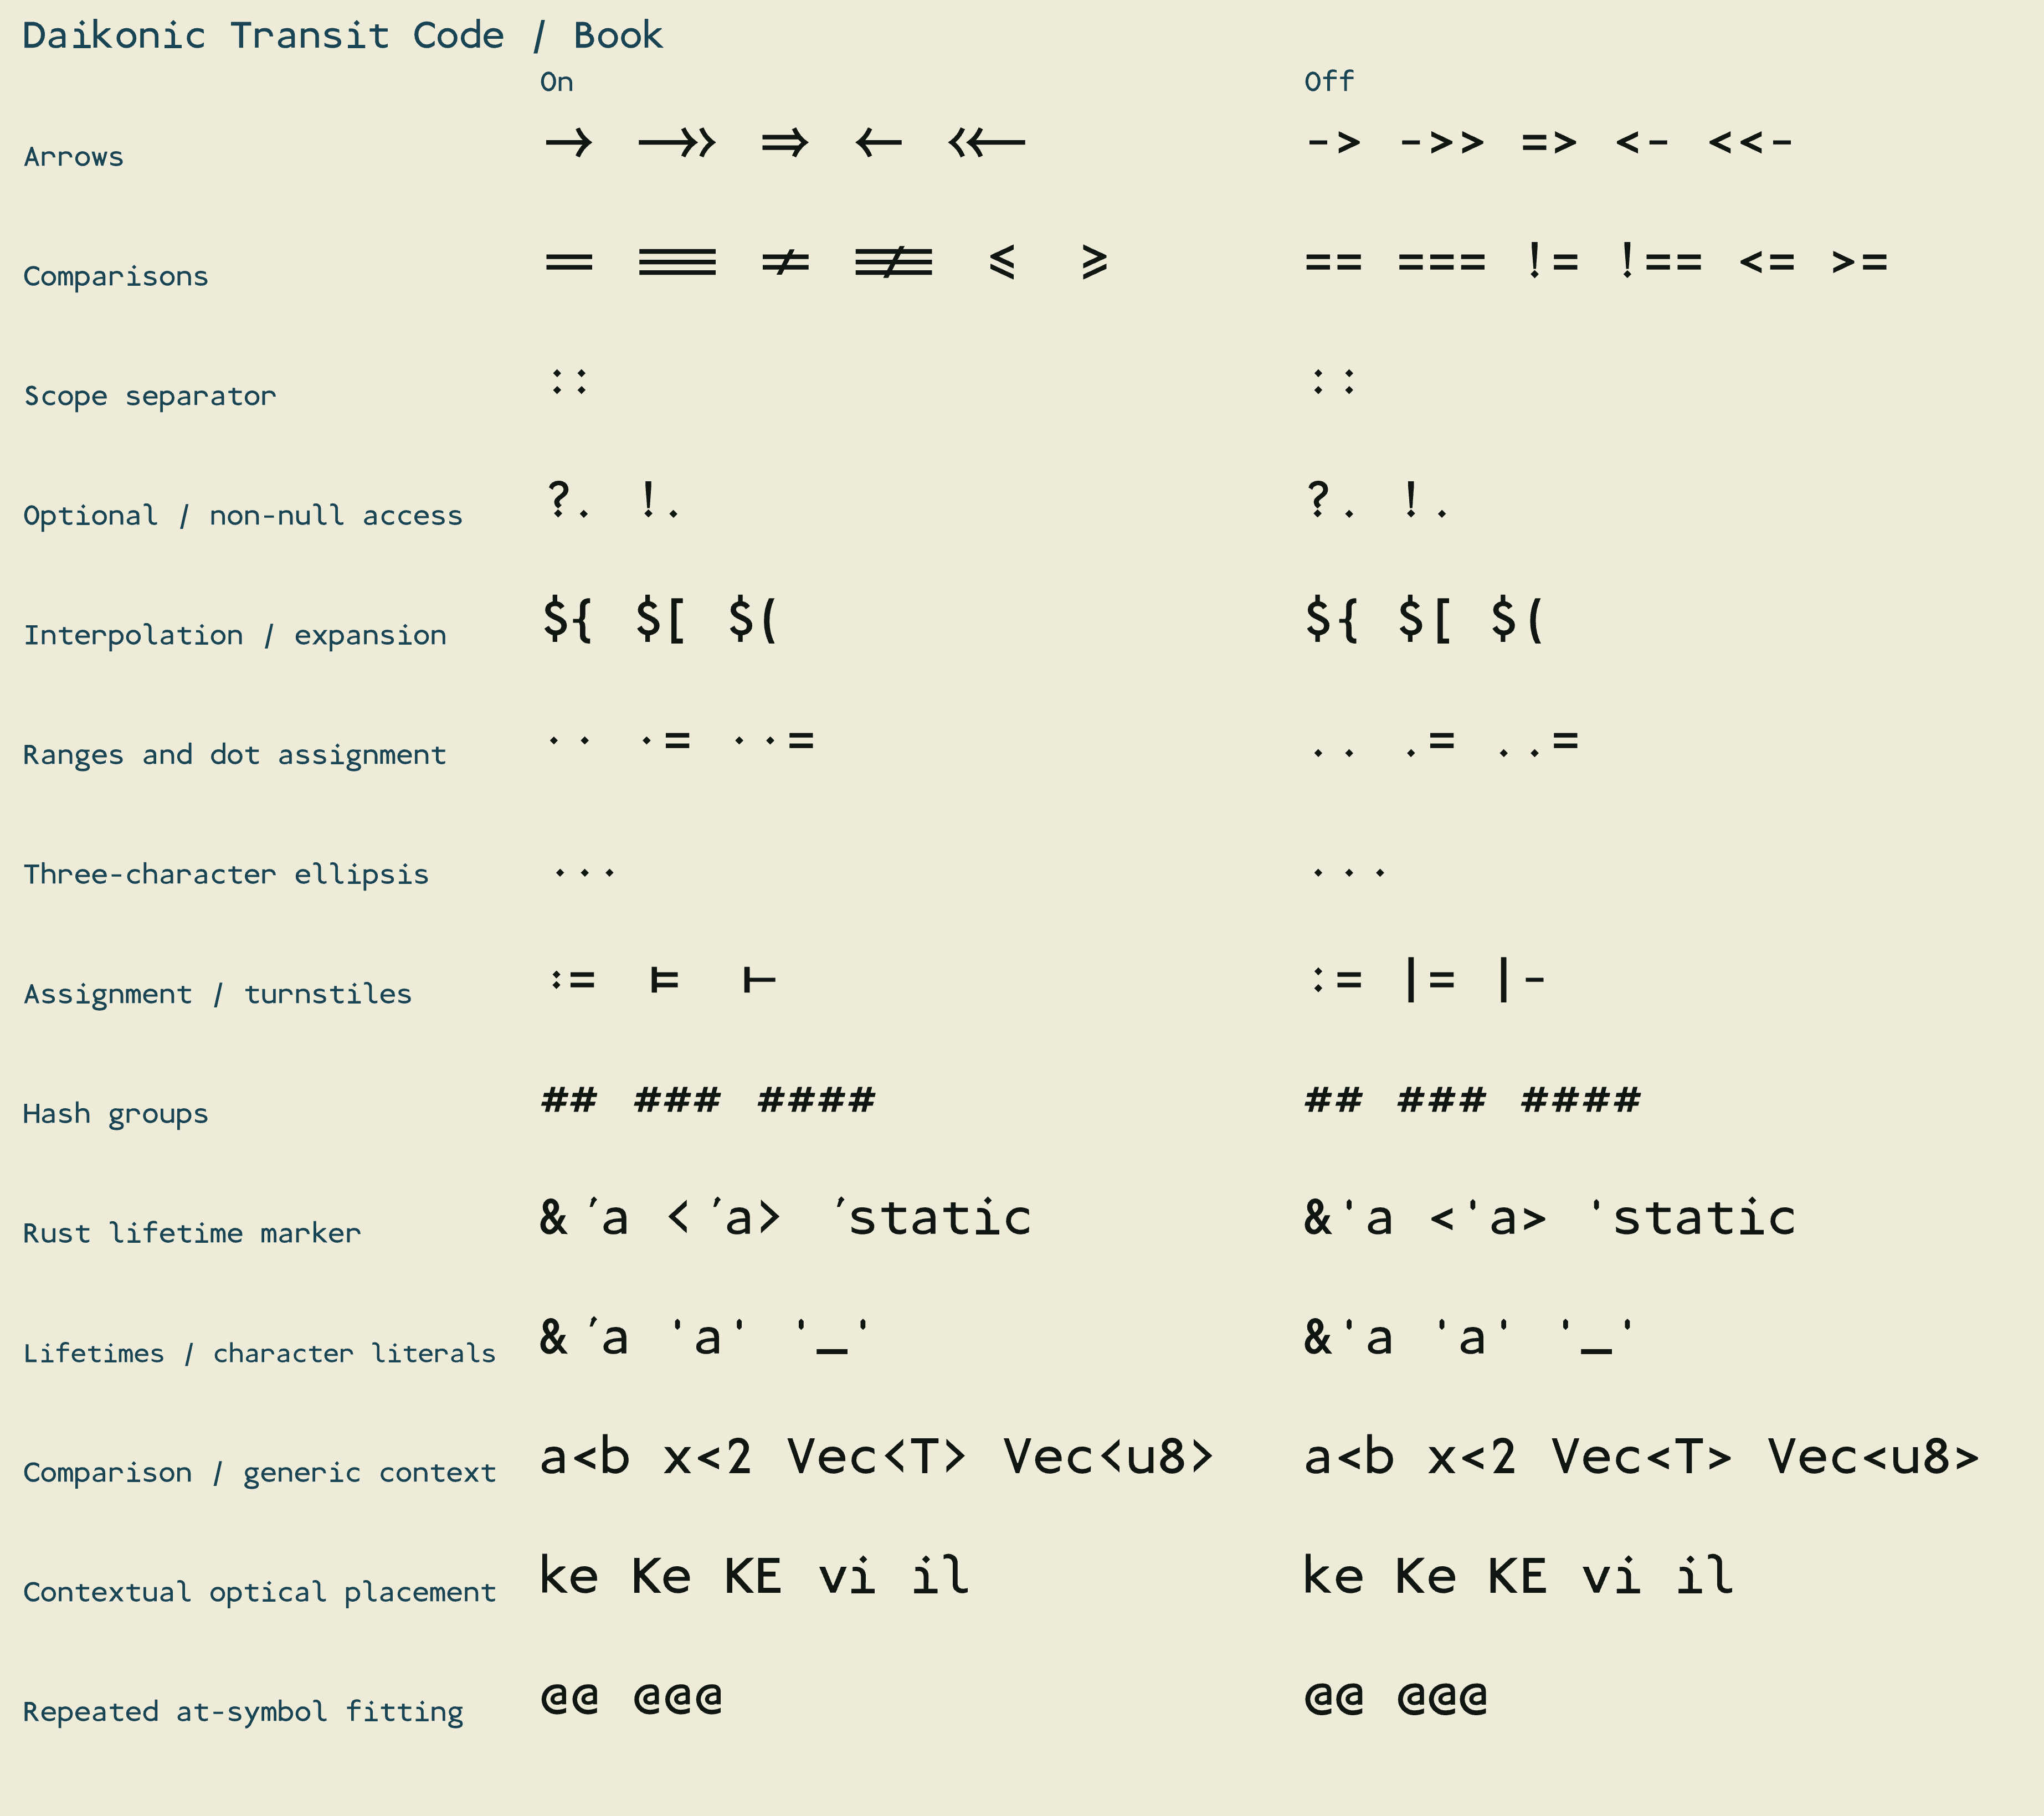 Daikonic Transit Code / Book
On Off
Arrows -> ->> => <- <<- -> ->> => <- <<-
Comparisons == === != !== <= >= == === != !== <= >=
Scope separator :: ::
Optional / non-null access ?. !. ?. !.
Interpolation / expansion ${ $[ $( ${ $[ $(
Ranges and dot assignment .. .= ..= .. .= ..=
Three-character ellipsis ... ...
Assignment / turnstiles := |= |- := |= |-
Hash groups ## ### #### ## ### ####
Rust lifetime marker &'a <'a> 'static &'a <'a> 'static
Lifetimes / character literals &'a 'a' '_' &'a 'a' '_'
Comparison / generic context a<b x<2 Vec<T> Vec<u8> a<b x<2 Vec<T> Vec<u8>
Contextual optical placement ke Ke KE vi il ke Ke KE vi il
Repeated at-symbol fitting @@ @@@ @@ @@@